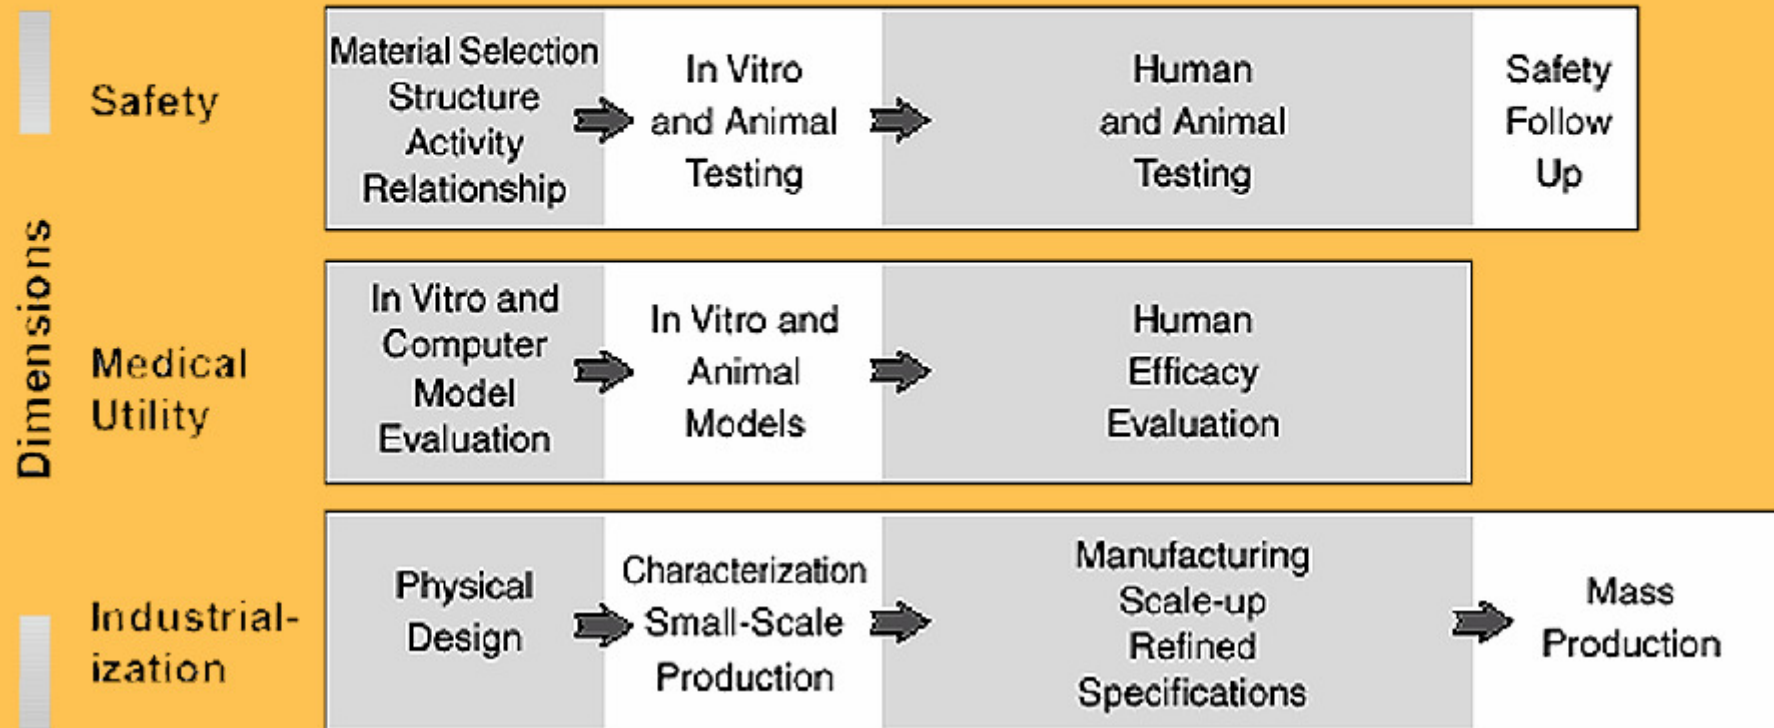 Dimensions
Safety
Material Selection
Structure
Activity
Relationship
In Vitro
and Animal
Testing
Human
and Animal
Testing
Safety
Follow
Up
Medical
Utility
In Vitro and
Computer
Model
Evaluation
In Vitro and
Animal
Models
Human
Efficacy
Evaluation
Industrial-
ization
Physical
Design
Characterization
Small-Scale
Production
Manufacturing
Scale-up
Refined
Specifications
Mass
Production